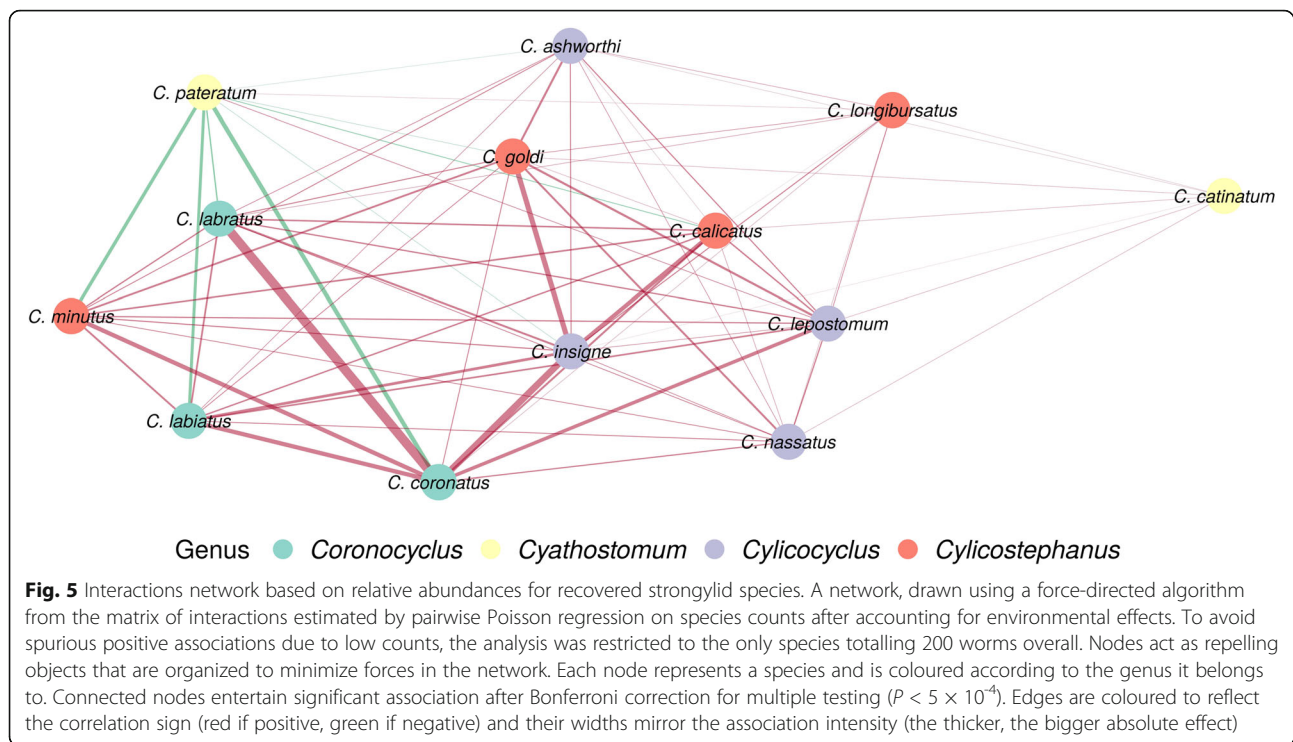 C. ashworthi
C. pateratum
C. longibursatus
C. goldi
C. catinatum
C. labratus
C. calicatus
C. minutus
C. lepostomum
C. insigne
C. labiatus
C. nassatus
C. coronatus
Genus Coronocyclus Cyathostomum Cylicocyclus Cylicostephanus
Fig. 5 Interactions network based on relative abundances for recovered strongylid species. A network, drawn using a force-directed algorithm
from the matrix of interactions estimated by pairwise Poisson regression on species counts after accounting for environmental effects. To avoid
spurious positive associations due to low counts, the analysis was restricted to the only species totalling 200 worms overall. Nodes act as repelling
objects that are organized to minimize forces in the network. Each node represents a species and is coloured according to the genus it belongs
to. Connected nodes entertain significant association after Bonferroni correction for multiple testing (P < 5 × 10⁻⁴). Edges are coloured to reflect
the correlation sign (red if positive, green if negative) and their widths mirror the association intensity (the thicker, the bigger absolute effect)